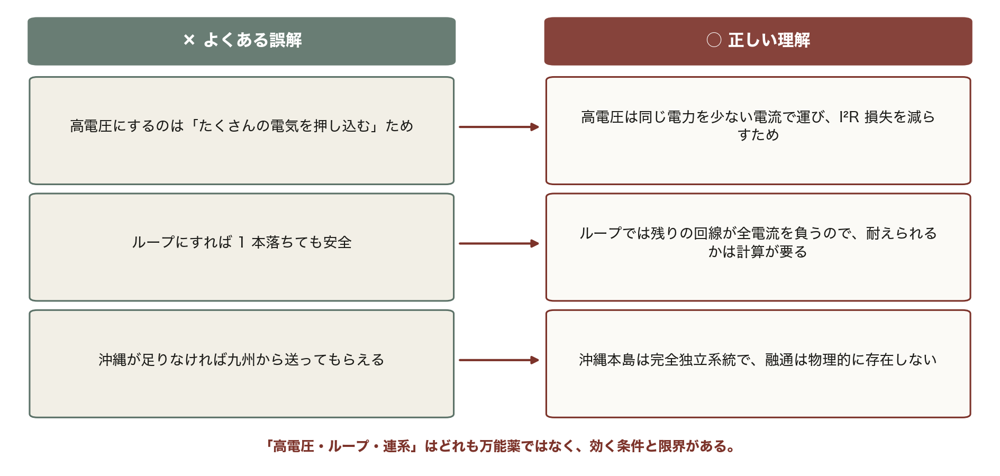 × よくある誤解
○ 正しい理解
高電圧にするのは「たくさんの電気を押し込む」ため
高電圧は同じ電力を少ない電流で運び、I²R 損失を減ら
すため
ループにすれば 1 本落ちても安全
ループでは残りの回線が全電流を負うので、耐えられる
かは計算が要る
沖縄が足りなければ九州から送ってもらえる
沖縄本島は完全独立系統で、融通は物理的に存在しない
「高電圧・ループ・連系」はどれも万能薬ではなく、効く条件と限界がある。